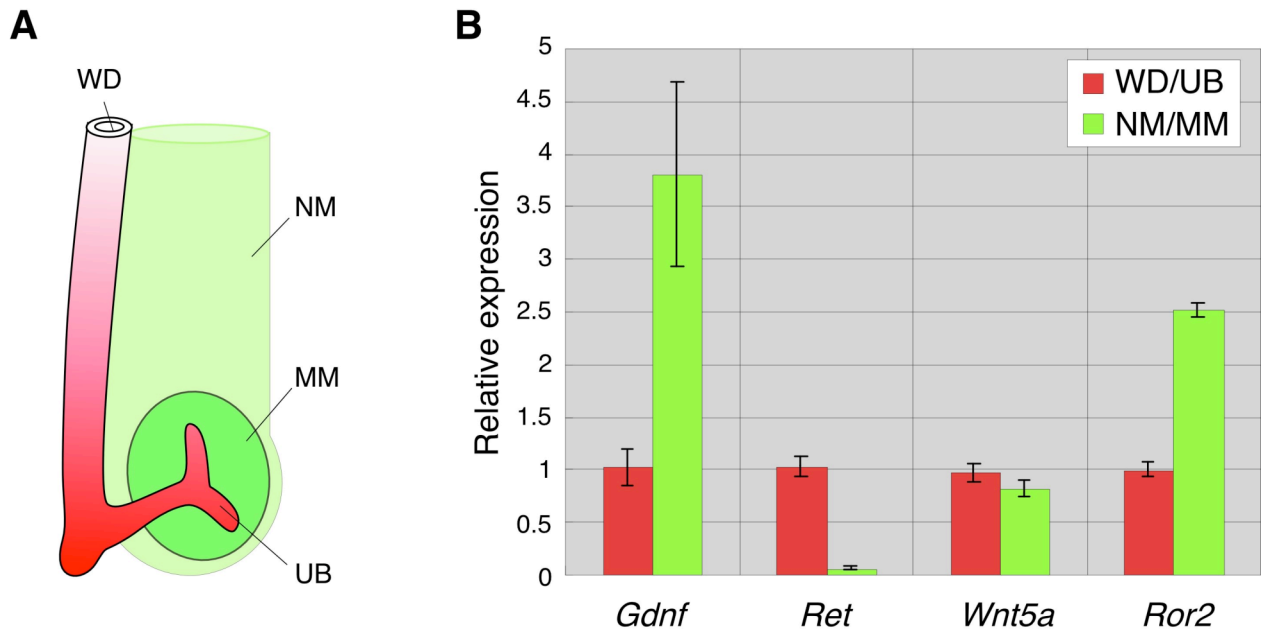 A
WD
NM
MM
UB
B
Relative expression
5
4.5
4
3.5
3
2.5
2
1.5
1
0.5
0
WD/UB
NM/MM
Gdnf
Ret
Wnt5a
Ror2